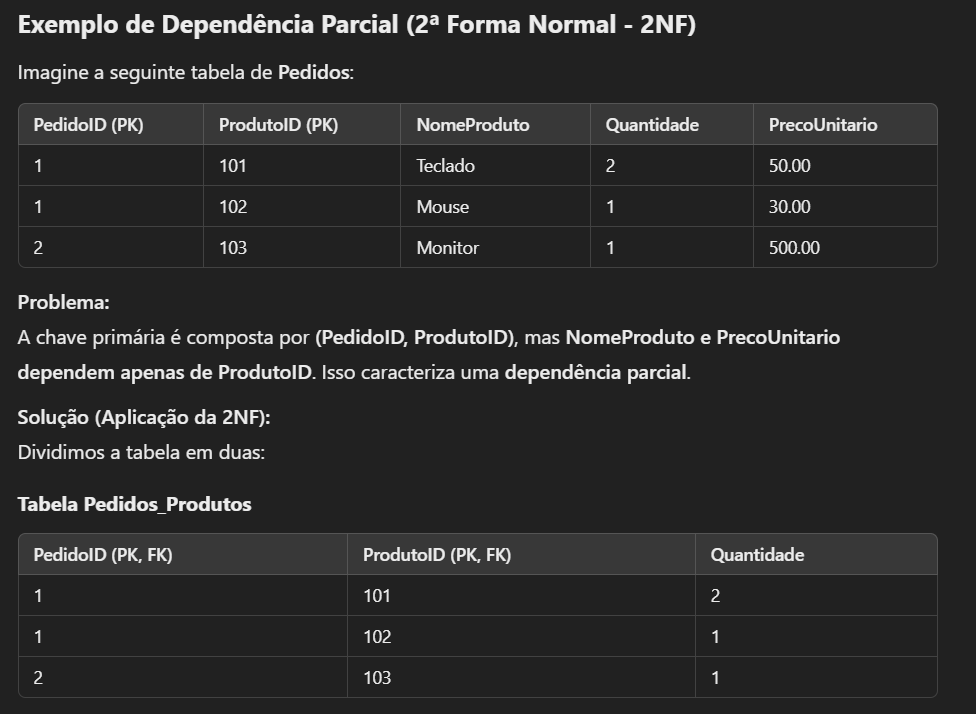 Exemplo de Dependência Parcial (2ª Forma Normal - 2NF)
Imagine a seguinte tabela de Pedidos:
PedidoID (PK) ProdutoID (PK) NomeProduto Quantidade PrecoUnitario
1 101 Teclado 2 50.00
1 102 Mouse 1 30.00
2 103 Monitor 1 500.00
Problema:
A chave primária é composta por (PedidoID, ProdutoID), mas NomeProduto e PrecoUnitario
dependem apenas de ProdutoID. Isso caracteriza uma dependência parcial.
Solução (Aplicação da 2NF):
Dividimos a tabela em duas:
Tabela Pedidos_Produtos
PedidoID (PK, FK) ProdutoID (PK, FK) Quantidade
1 101 2
1 102 1
2 103 1